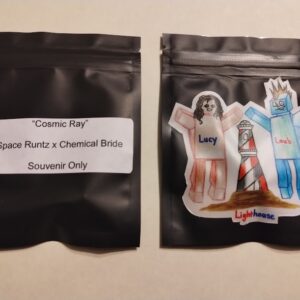 "Cosmic Ray"
Space Runtz x Chemical Bride
Souvenir Only
Lucy
Louis
Lighthouse